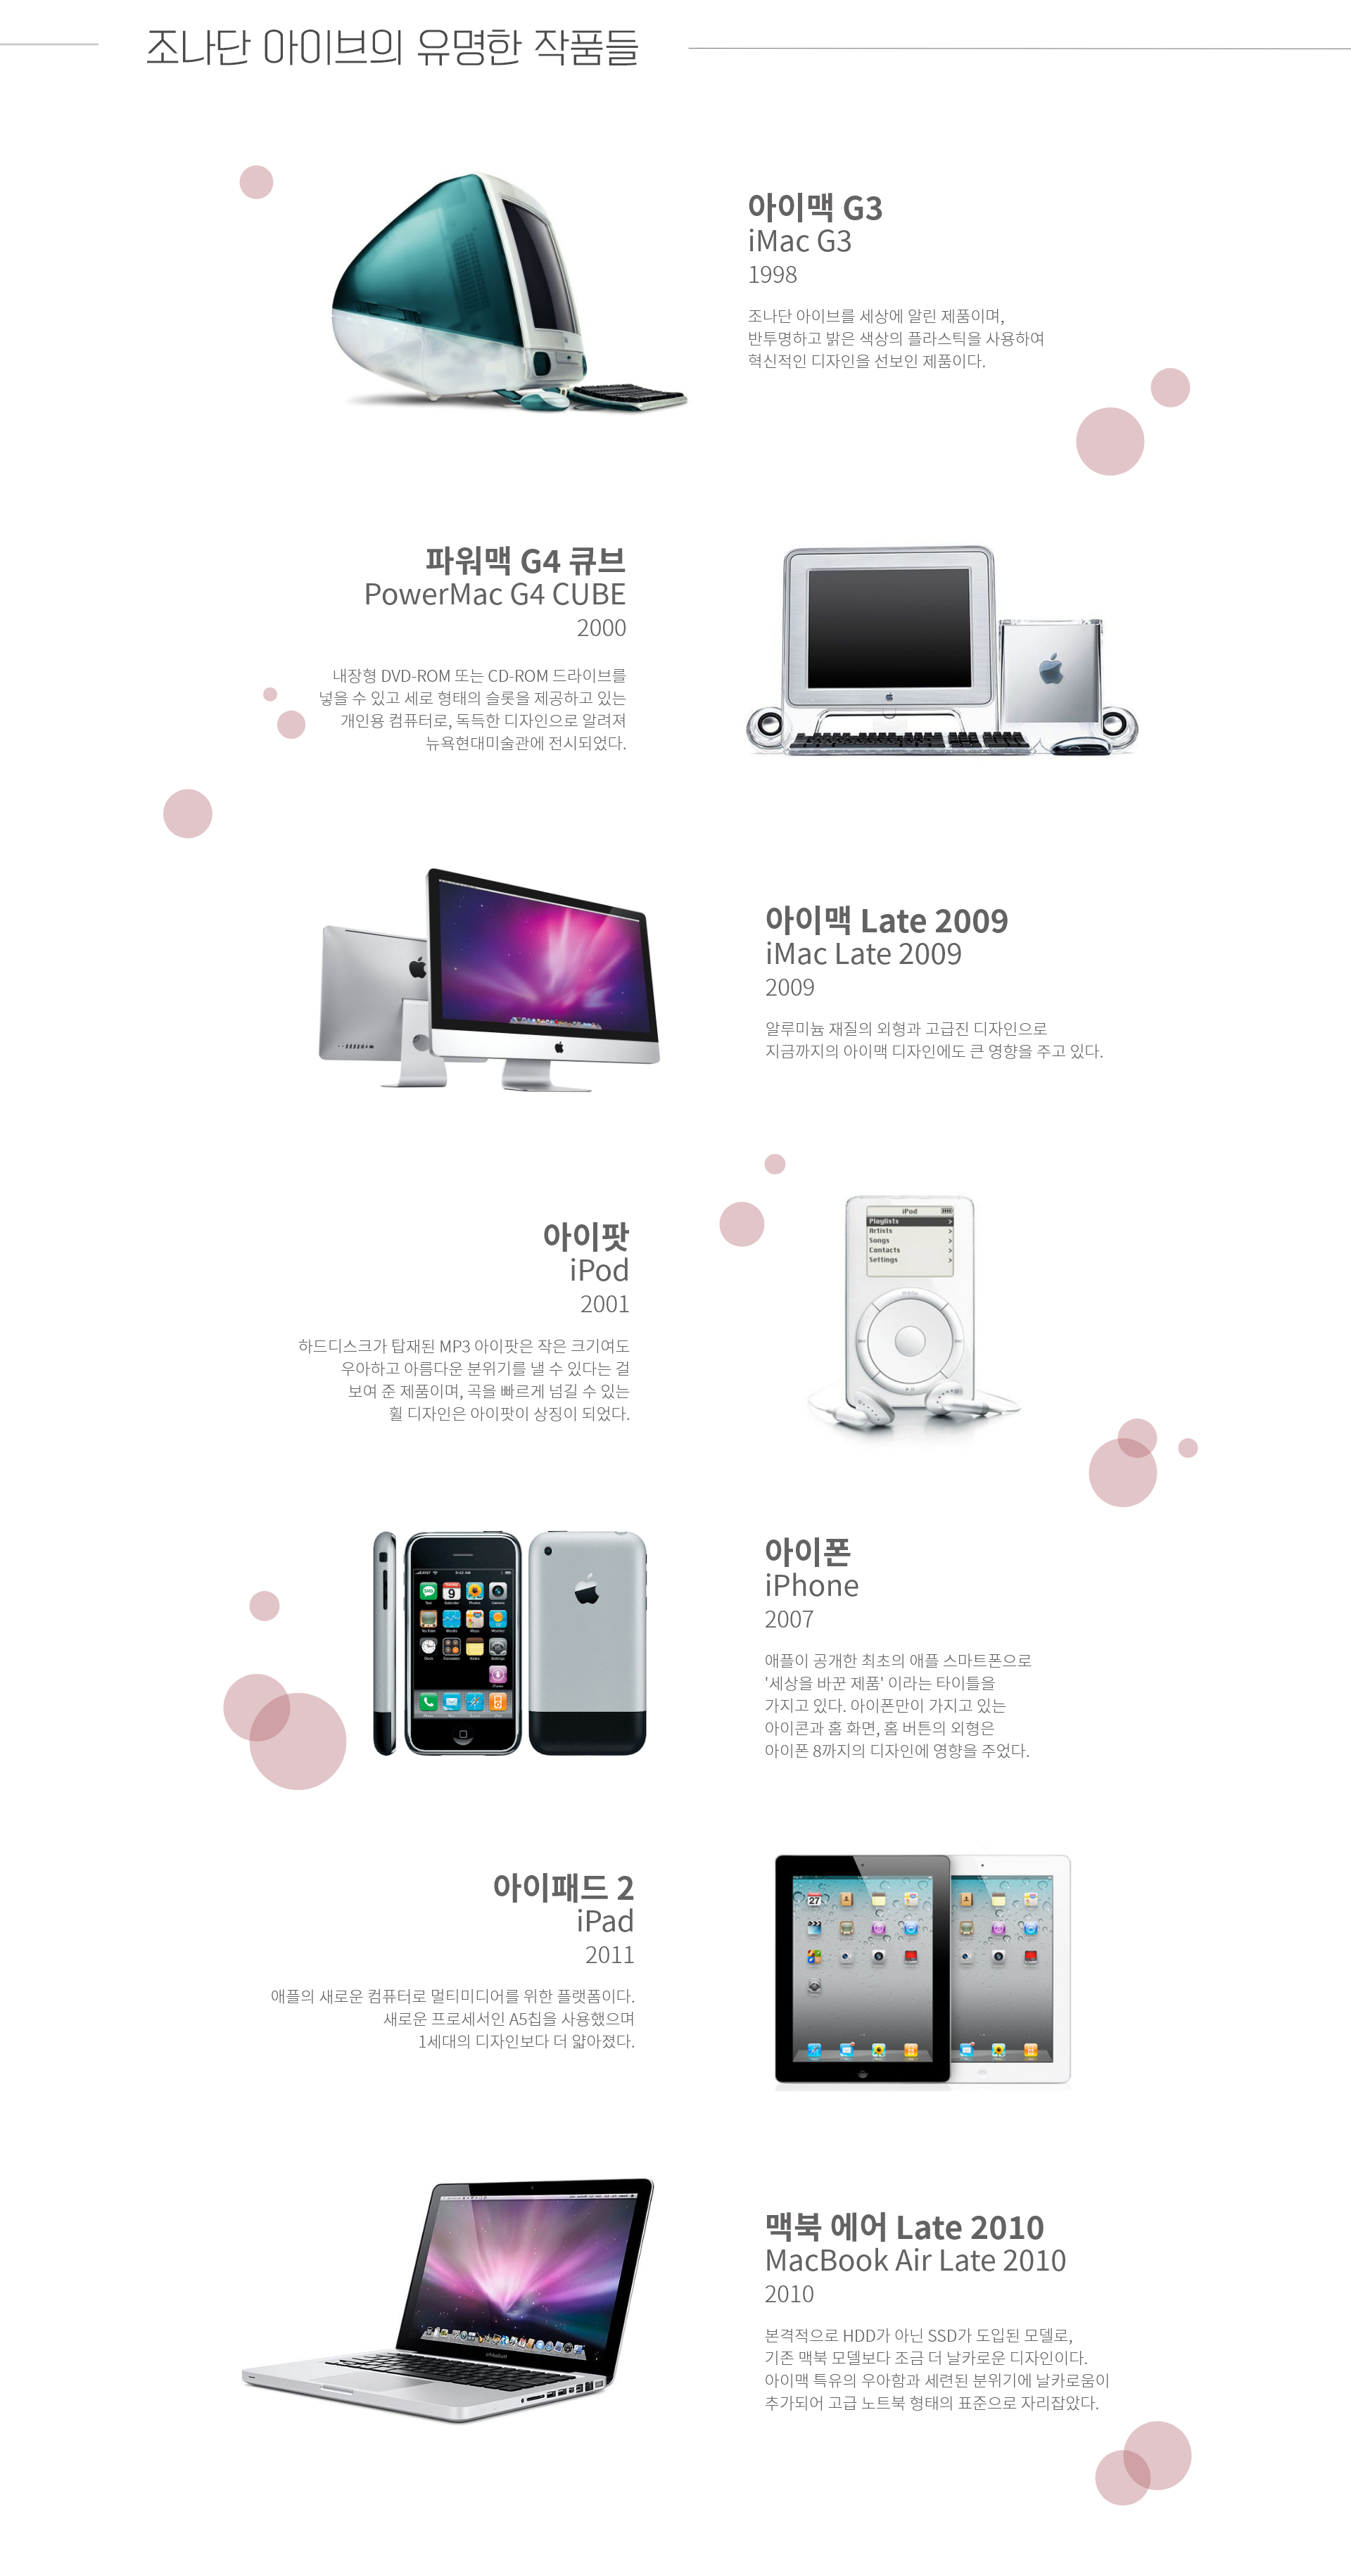 조나단 아이브의 유명한 작품들
아이맥 G3
iMac G3
1998
조나단 아이브를 세상에 알린 제품이며,
반투명하고 밝은 색상의 플라스틱을 사용하여
혁신적인 디자인을 선보인 제품이다.
파워맥 G4 큐브
PowerMac G4 CUBE
2000
내장형 DVD-ROM 또는 CD-ROM 드라이브를
넣을 수 있고 세로 형태의 슬롯을 제공하고 있는
개인용 컴퓨터로, 독득한 디자인으로 알려져
뉴욕현대미술관에 전시되었다.
아이맥 Late 2009
iMac Late 2009
2009
알루미늄 재질의 외형과 고급진 디자인으로
지금까지의 아이맥 디자인에도 큰 영향을 주고 있다.
아이팟
iPod
2001
하드디스크가 탑재된 MP3 아이팟은 작은 크기여도
우아하고 아름다운 분위기를 낼 수 있다는 걸
보여 준 제품이며, 곡을 빠르게 넘길 수 있는
휠 디자인은 아이팟이 상징이 되었다.
iPod
Playlists
Artists
Songs
Contacts
Settings
menu
아이폰
iPhone
2007
애플이 공개한 최초의 애플 스마트폰으로
'세상을 바꾼 제품' 이라는 타이틀을
가지고 있다. 아이폰만이 가지고 있는
아이콘과 홈 화면, 홈 버튼의 외형은
아이폰 8까지의 디자인에 영향을 주었다.
아이패드 2
iPad
2011
애플의 새로운 컴퓨터로 멀티미디어를 위한 플랫폼이다.
새로운 프로세서인 A5칩을 사용했으며
1세대의 디자인보다 더 얇아졌다.
맥북 에어 Late 2010
MacBook Air Late 2010
2010
본격적으로 HDD가 아닌 SSD가 도입된 모델로,
기존 맥북 모델보다 조금 더 날카로운 디자인이다.
아이맥 특유의 우아함과 세련된 분위기에 날카로움이
추가되어 고급 노트북 형태의 표준으로 자리잡았다.